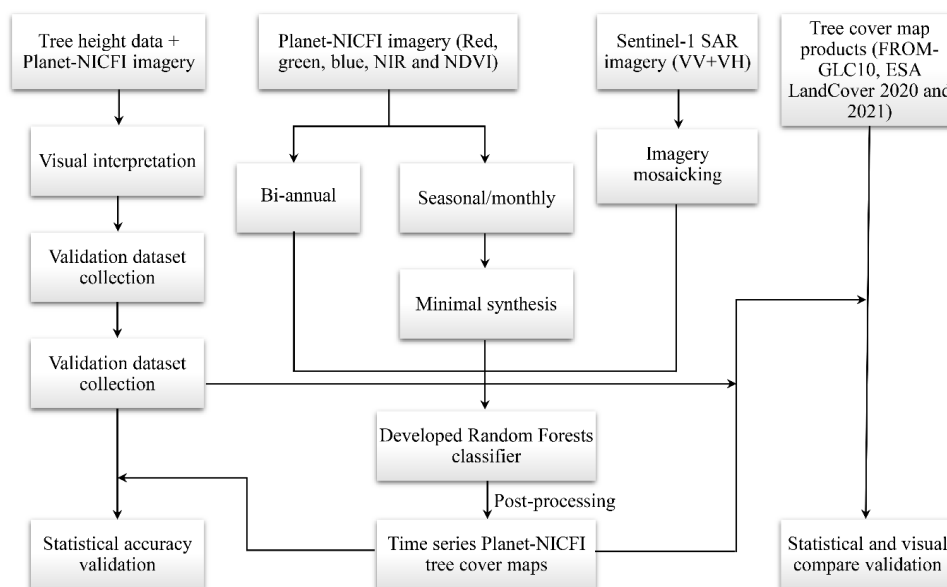 Tree height data +
Planet-NICFI imagery
Planet-NICFI imagery (Red,
green, blue, NIR and NDVI)
Sentinel-1 SAR
imagery (VV+VH)
Tree cover map
products (FROM-
GLC10, ESA
LandCover 2020 and
2021)
Visual interpretation
Bi-annual
Seasonal/monthly
Imagery
mosaicking
Validation dataset
collection
Minimal synthesis
Validation dataset
collection
Developed Random Forests
classifier
Post-processing
Statistical accuracy
validation
Time series Planet-NICFI
tree cover maps
Statistical and visual
compare validation